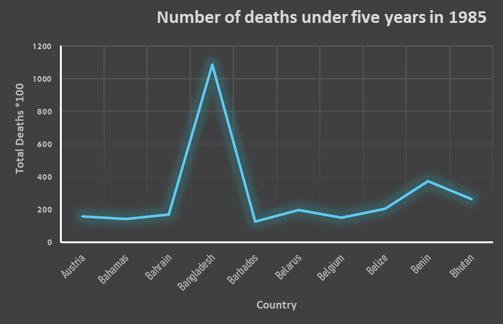 Number of deaths under five years in 1985
Total Deaths *100
1200
1000
800
600
400
200
0
Austria
Bahamas
Bahrain
Bangladesh
Barbados
Belarus
Belgium
Belize
Benin
Bhutan
Country